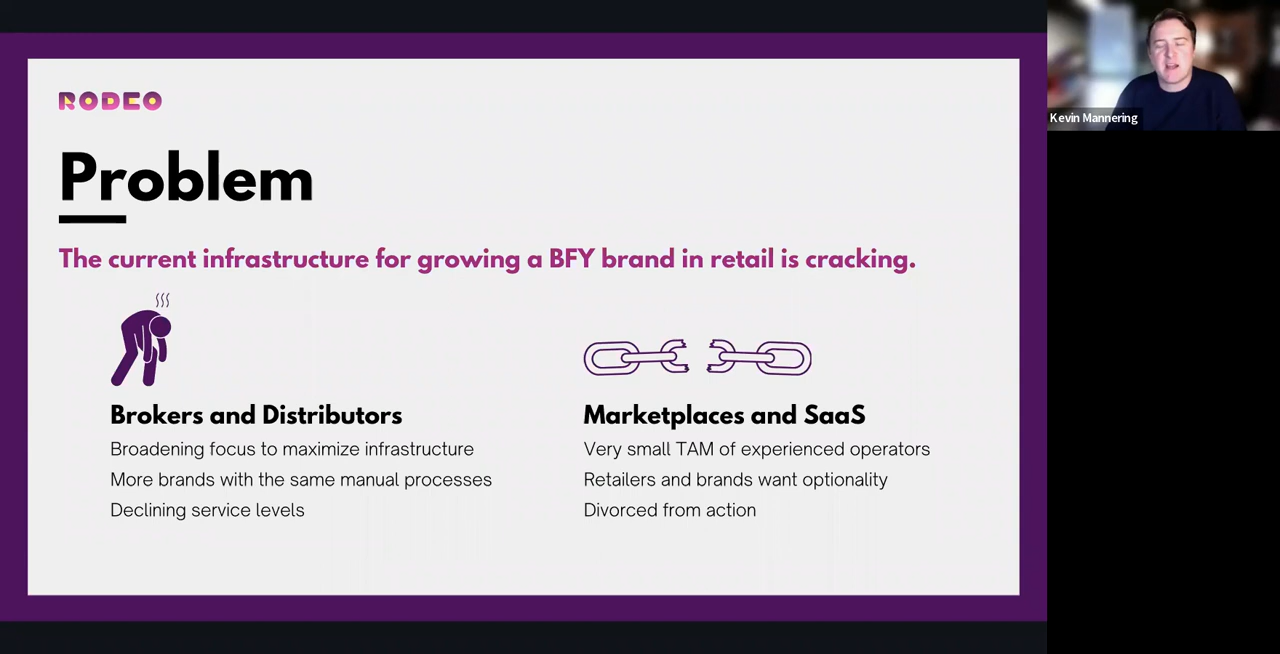 RODEO
Problem
The current infrastructure for growing a BFY brand in retail is cracking.
Brokers and Distributors
Broadening focus to maximize infrastructure
More brands with the same manual processes
Declining service levels
Marketplaces and SaaS
Very small TAM of experienced operators
Retailers and brands want optionality
Divorced from action
Kevin Mannering